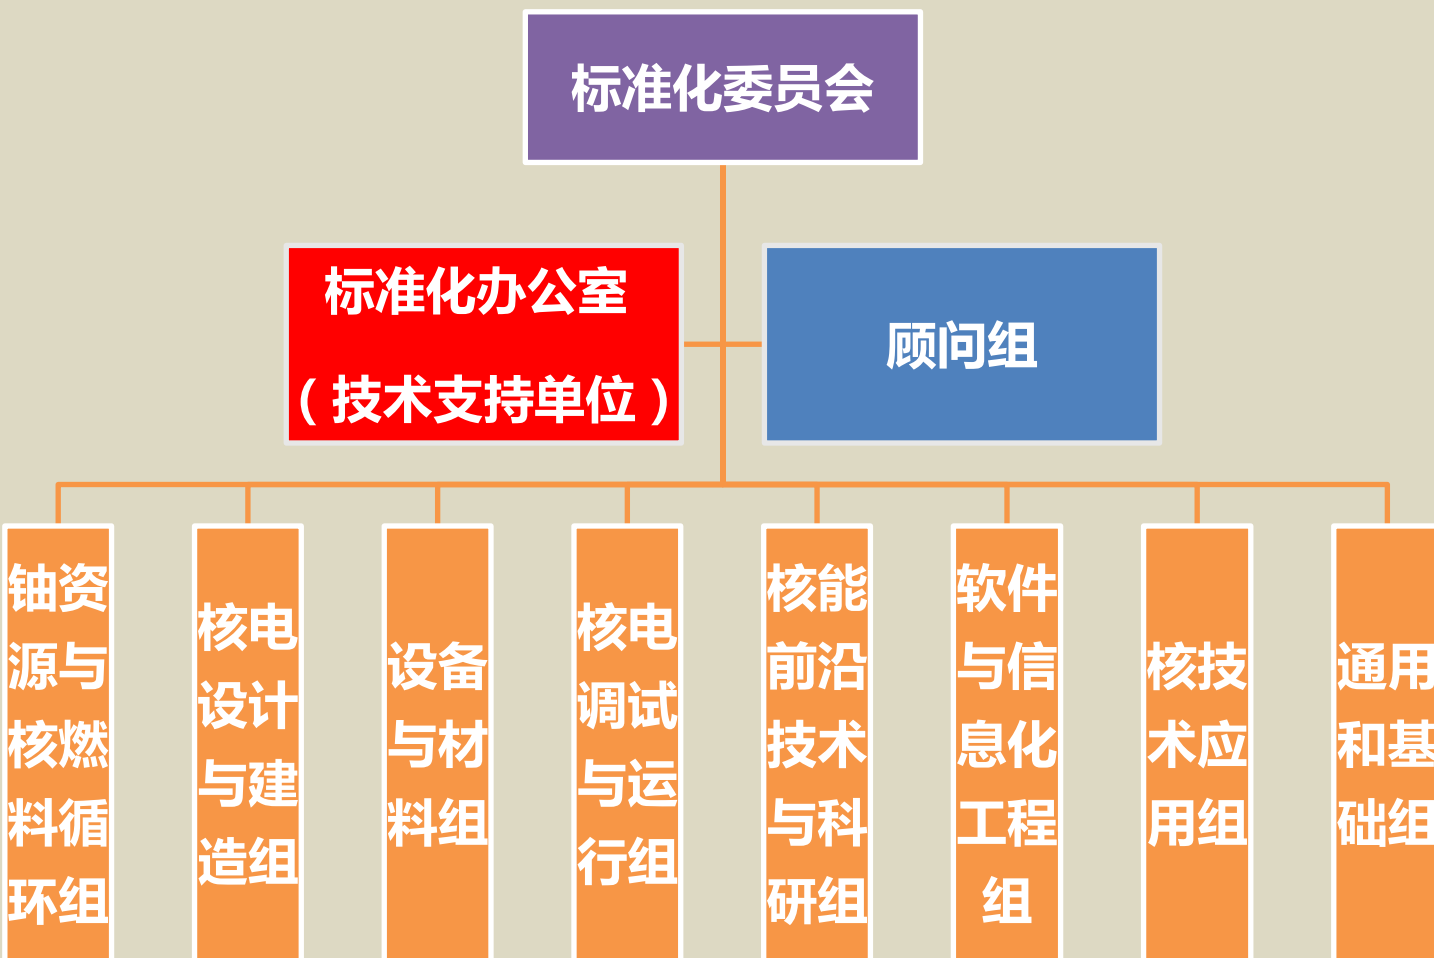 标准化委员会
标准化办公室
（技术支持单位）
顾问组
铀资
源与
核燃
料循
环组
核电
设计
与建
造组
设备
与材
料组
核电
调试
与运
行组
核能
前沿
技术
与科
研组
软件
与信
息化
工程
组
核技
术应
用组
通用
和基
础组